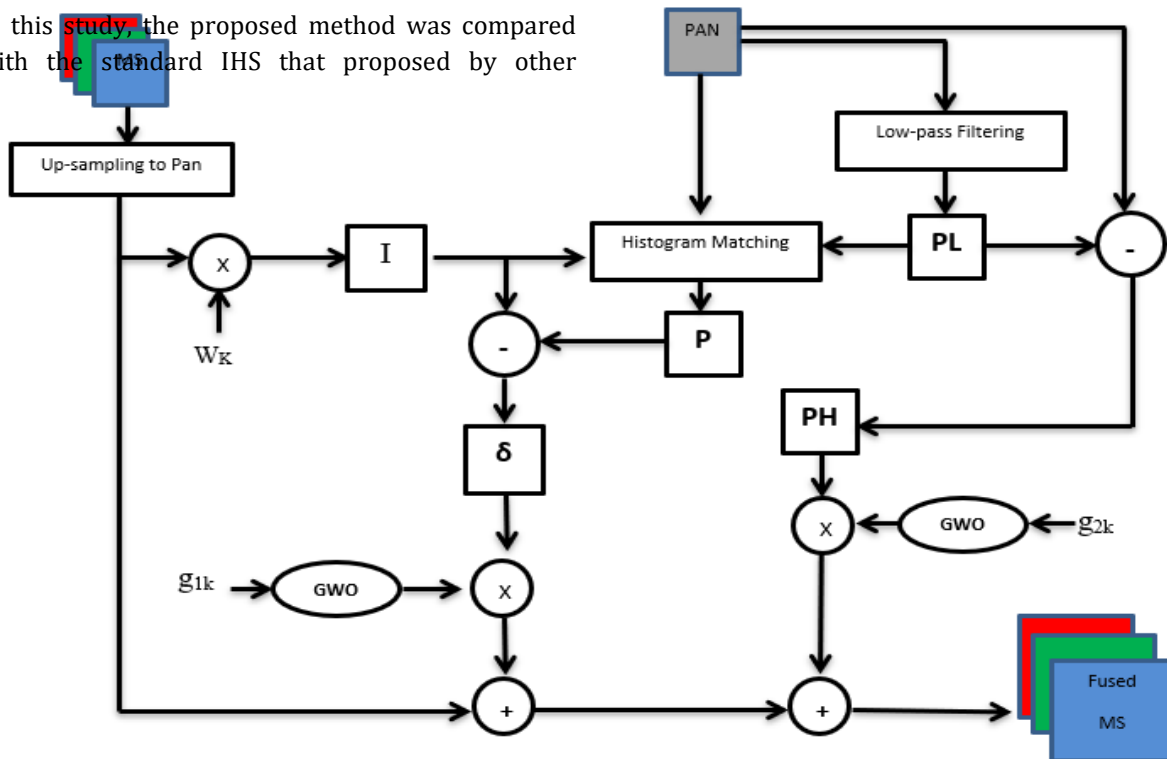 this study, the proposed method was compared
ith the standard IHS that proposed by other
MS
PAN
Low-pass Filtering
Up-sampling to Pan
X
I
Histogram Matching
PL
-
WK
-
P
δ
PH
X
GWO
g2k
g1k
GWO
X
+
+
Fused
MS